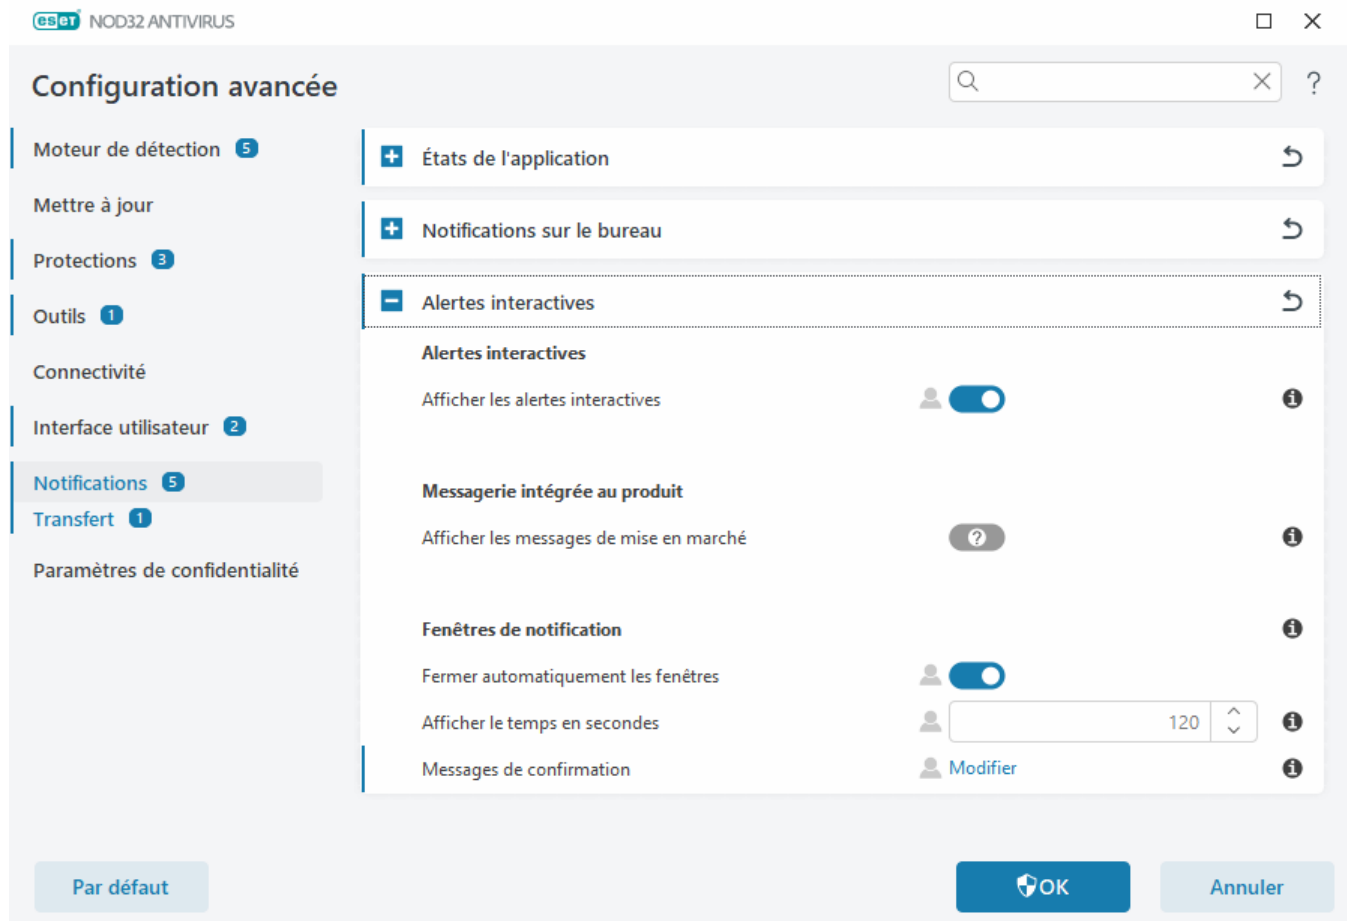 eset NOD32 ANTIVIRUS
Configuration avancée
?
Moteur de détection 5
Mettre à jour
Protections 3
Outils 1
Connectivité
Interface utilisateur 2
Notifications 5
Transfert 1
Paramètres de confidentialité
États de l'application
Notifications sur le bureau
Alertes interactives
Alertes interactives
Afficher les alertes interactives
Messagerie intégrée au produit
Afficher les messages de mise en marché
?
Fenêtres de notification
Fermer automatiquement les fenêtres
Afficher le temps en secondes
120
Messages de confirmation
Modifier
Par défaut
OK
Annuler